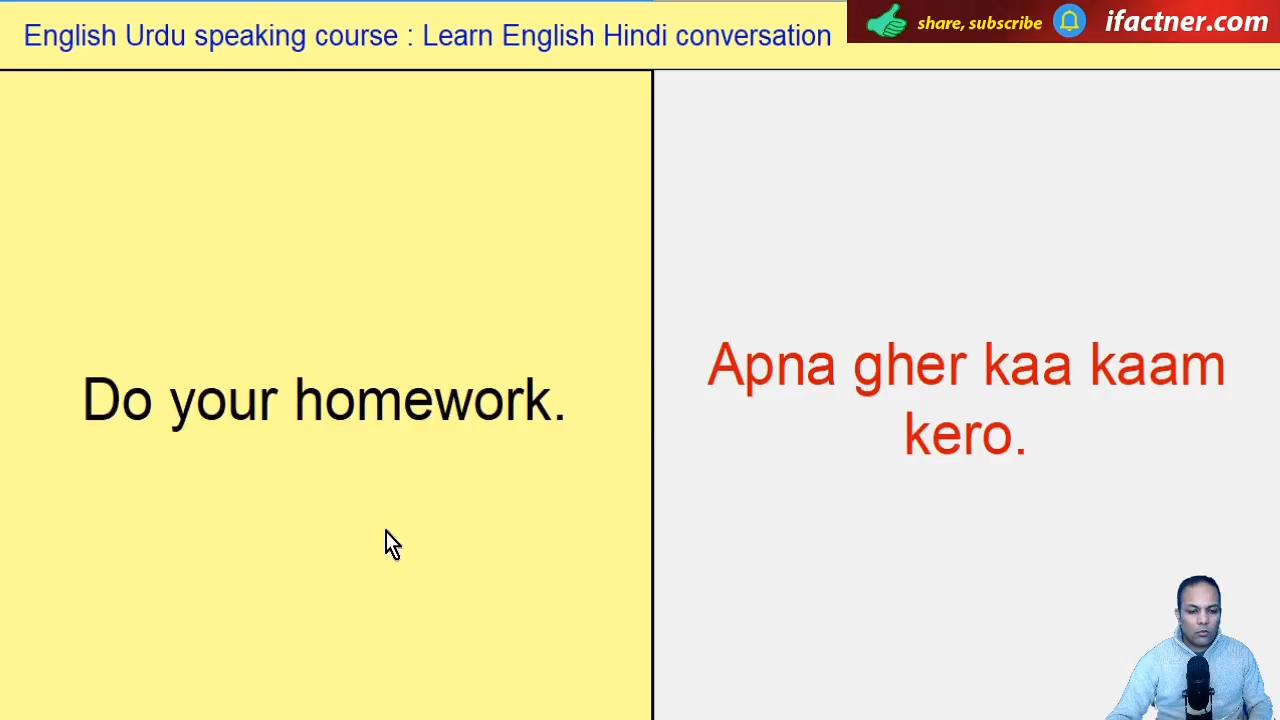 English Urdu speaking course : Learn English Hindi conversation
share, subscribe
ifactner.com
Do your homework.
Apna gher kaa kaam
kero.